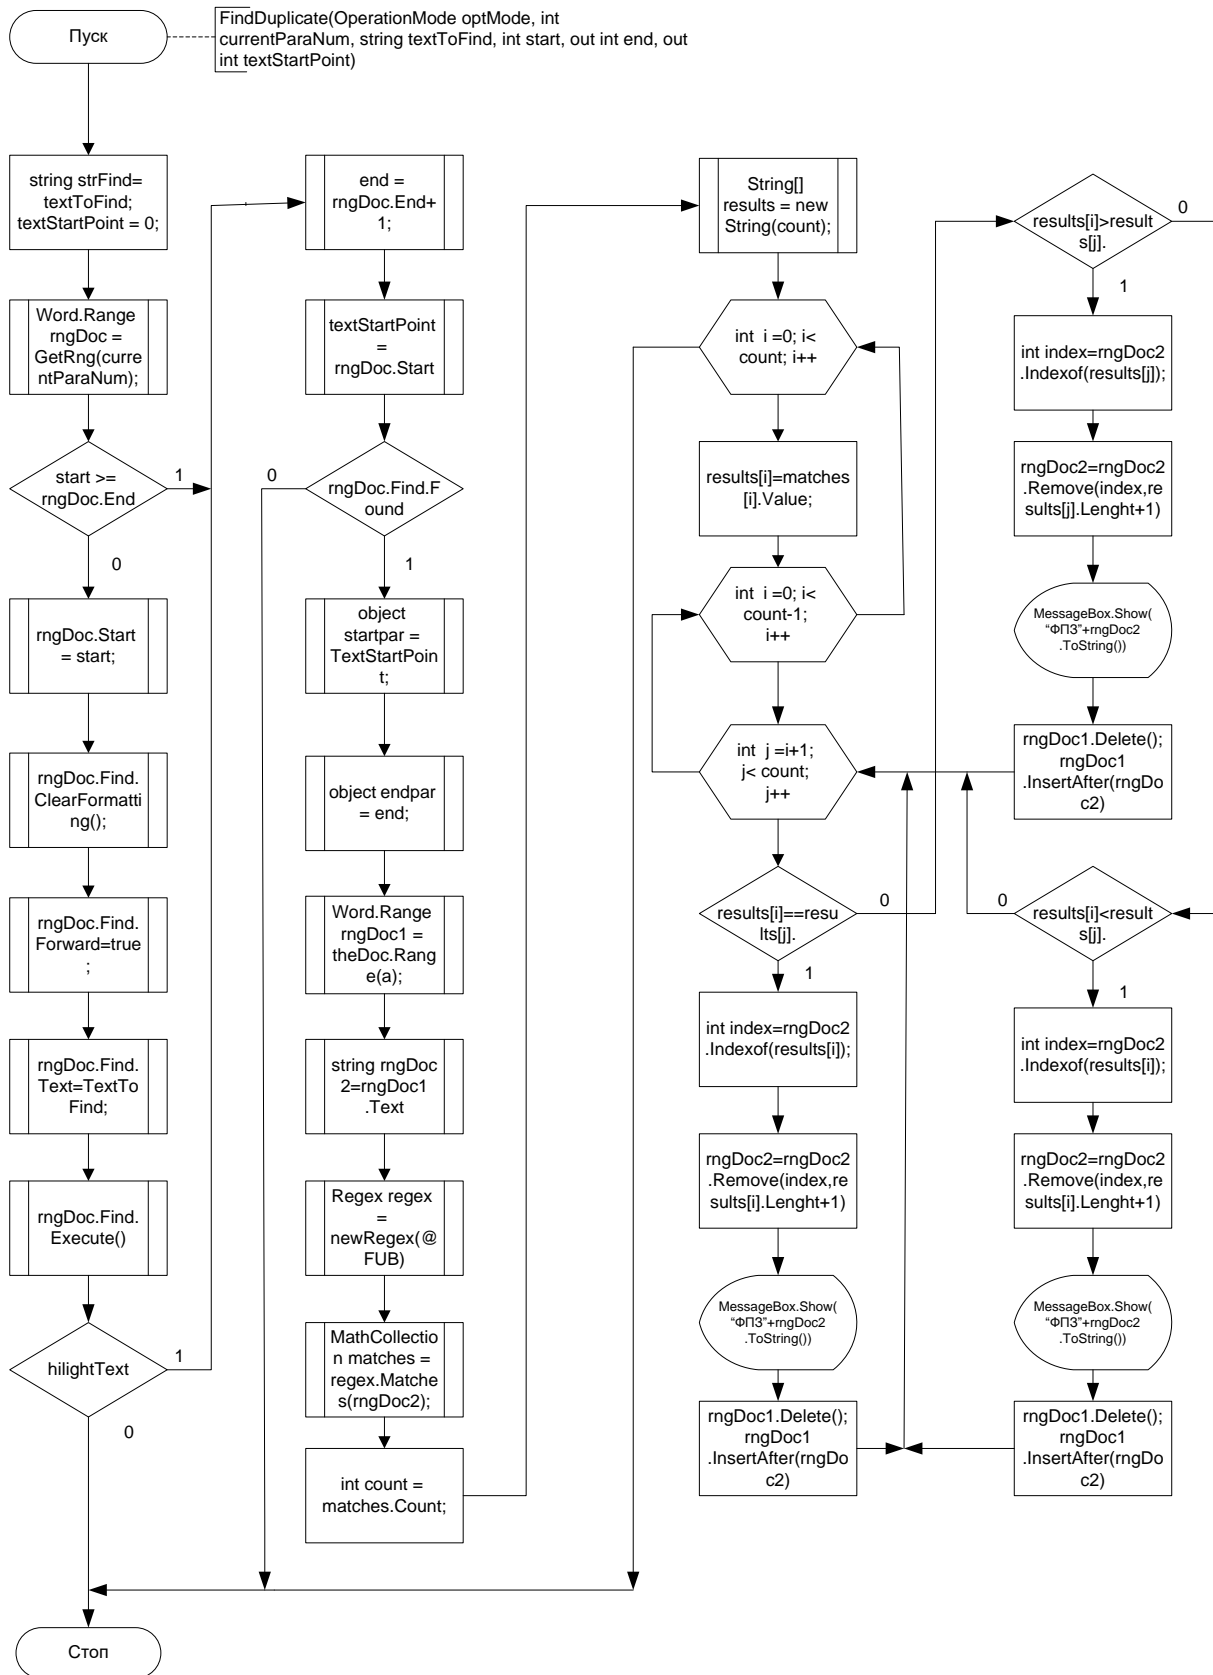 Пуск
FindDuplicate(OperationMode optMode, int
currentParaNum, string textToFind, int start, out int end, out
int textStartPoint)
string strFind=
textToFind;
textStartPoint = 0;
Word.Range
rngDoc =
GetRng(curre
ntParaNum);
start >=
rngDoc.End
1
0
rngDoc.Start
= start;
rngDoc.Find.
ClearFormatti
ng();
rngDoc.Find.
Forward=true
;
rngDoc.Find.
Text=TextTo
Find;
rngDoc.Find.
Execute()
hilightText
1
0
Стоп
end =
rngDoc.End+
1;
textStartPoint
=
rngDoc.Start
0
rngDoc.Find.F
ound
1
object
startpar =
TextStartPoin
t;
object endpar
= end;
Word.Range
rngDoc1 =
theDoc.Rang
e(a);
string rngDoc
2=rngDoc1
.Text
Regex regex
=
newRegex(@
FUB)
MathCollectio
n matches =
regex.Matche
s(rngDoc2);
int count =
matches.Count;
String[]
results = new
String(count);
int i =0; i<
count; i++
results[i]=matches
[i].Value;
int i =0; i<
count-1;
i++
int j =i+1;
j< count;
j++
results[i]==resu
lts[j].
0
1
int index=rngDoc2
.Indexof(results[i]);
rngDoc2=rngDoc2
.Remove(index,re
sults[i].Lenght+1)
MessageBox.Show(
“ФПЗ”+rngDoc2
.ToString())
rngDoc1.Delete();
rngDoc1
.InsertAfter(rngDo
c2)
results[i]>result
s[j].
0
1
int index=rngDoc2
.Indexof(results[j]);
rngDoc2=rngDoc2
.Remove(index,re
sults[j].Lenght+1)
MessageBox.Show(
“ФПЗ”+rngDoc2
.ToString())
rngDoc1.Delete();
rngDoc1
.InsertAfter(rngDo
c2)
0
results[i]<result
s[j].
1
int index=rngDoc2
.Indexof(results[i]);
rngDoc2=rngDoc2
.Remove(index,re
sults[i].Lenght+1)
MessageBox.Show(
“ФПЗ”+rngDoc2
.ToString())
rngDoc1.Delete();
rngDoc1
.InsertAfter(rngDo
c2)